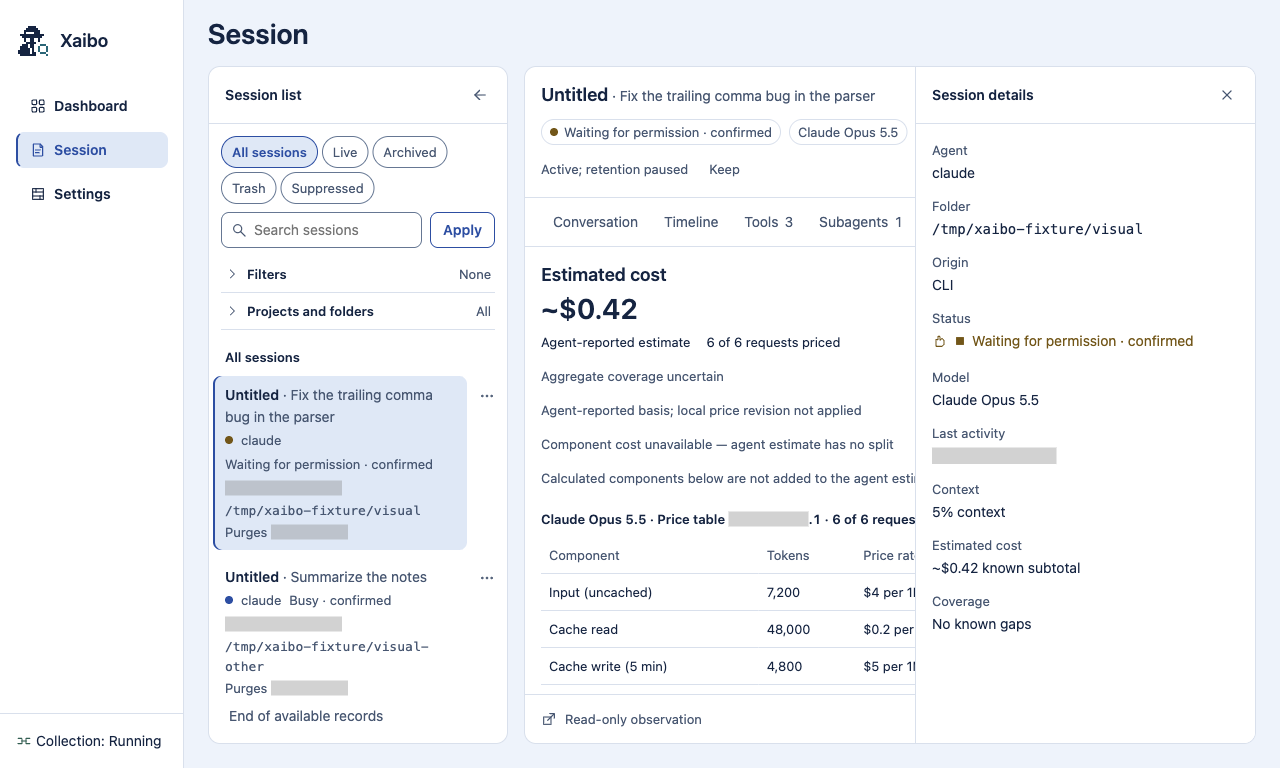 Xaibo
Dashboard
Session
Settings
Collection: Running
Session
Session list
All sessions
Live
Archived
Trash
Suppressed
Search sessions
Apply
Filters
None
Projects and folders
All
All sessions
Untitled · Fix the trailing comma
bug in the parser
claude
Waiting for permission · confirmed
/tmp/xaibo-fixture/visual
Purges
Untitled · Summarize the notes
claude Busy · confirmed
/tmp/xaibo-fixture/visual-
other
Purges
End of available records
Untitled · Fix the trailing comma bug in the parser
Waiting for permission · confirmed
Claude Opus 5.5
Active; retention paused
Keep
Conversation
Timeline
Tools 3
Subagents 1
Estimated cost
~$0.42
Agent-reported estimate
6 of 6 requests priced
Aggregate coverage uncertain
Agent-reported basis; local price revision not applied
Component cost unavailable — agent estimate has no split
Calculated components below are not added to the agent
Claude Opus 5.5 · Price table .1 · 6 of 6
Component
Tokens
Price
Input (uncached)
7,200
$4 per
Cache read
48,000
$0.2 per
Cache write (5 min)
4,800
$5 per
Read-only observation
Session details
Agent
claude
Folder
/tmp/xaibo-fixture/visual
Origin
CLI
Status
Waiting for permission · confirmed
Model
Claude Opus 5.5
Last activity
Context
5% context
Estimated cost
~$0.42 known subtotal
Coverage
No known gaps